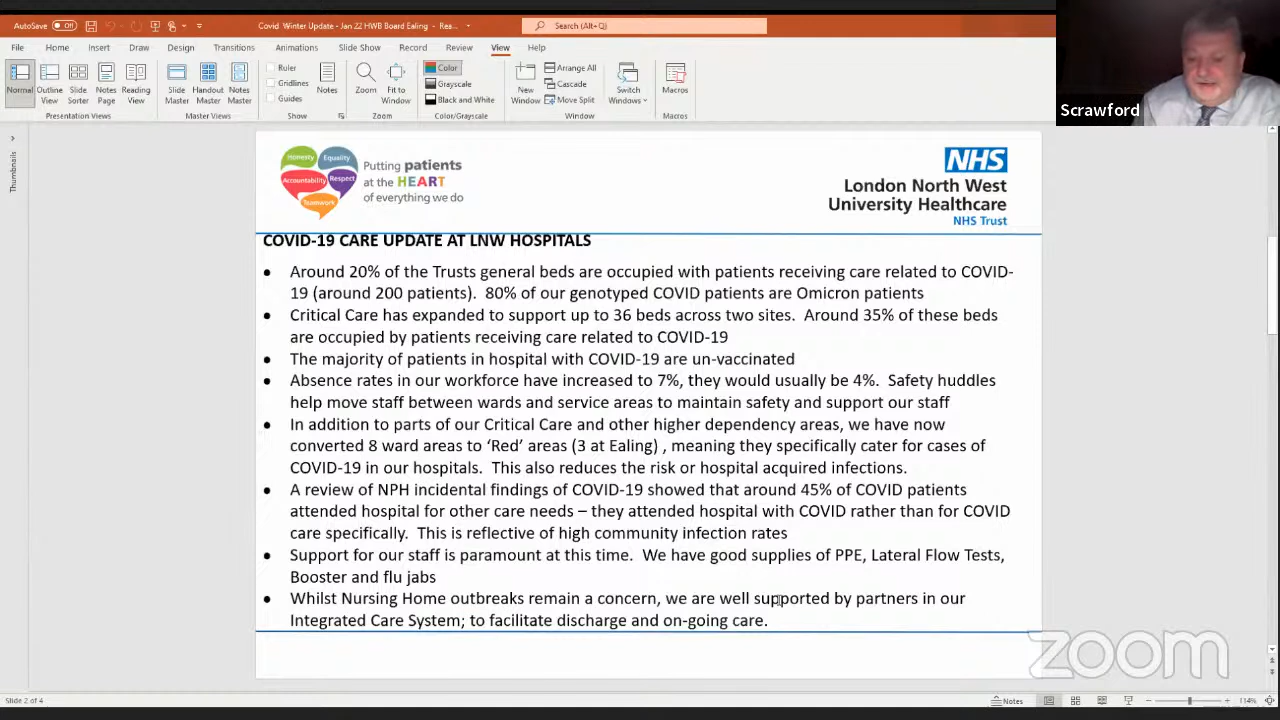 AutoSave
Off
Covid Winter Update - Jan 22 HWB Board Ealing - Rea...
Search (Alt+Q)
File Home Insert Draw Design Transitions Animations Slide Show Record Review View Help
Normal
Outline View
Slide Sorter
Notes Page
Reading View
Presentation Views
Slide Master
Handout Master
Notes Master
Master Views
Ruler
Gridlines
Guides
Show
Notes
Zoom
Fit to Window
Zoom
Color
Grayscale
Black and White
Color/Grayscale
New Window
Arrange All
Cascade
Move Split
Switch Windows
Window
Macros
Macros
Scrawford
Thumbnails
Honesty
Equality
Accountability
Respect
Teamwork
Putting patients
at the HEART
of everything we do
NHS
London North West
University Healthcare
NHS Trust
COVID-19 CARE UPDATE AT LNW HOSPITALS
• Around 20% of the Trusts general beds are occupied with patients receiving care related to COVID-
19 (around 200 patients). 80% of our genotyped COVID patients are Omicron patients
• Critical Care has expanded to support up to 36 beds across two sites. Around 35% of these beds
are occupied by patients receiving care related to COVID-19
• The majority of patients in hospital with COVID-19 are un-vaccinated
• Absence rates in our workforce have increased to 7%, they would usually be 4%. Safety huddles
help move staff between wards and service areas to maintain safety and support our staff
• In addition to parts of our Critical Care and other higher dependency areas, we have now
converted 8 ward areas to ‘Red’ areas (3 at Ealing) , meaning they specifically cater for cases of
COVID-19 in our hospitals. This also reduces the risk or hospital acquired infections.
• A review of NPH incidental findings of COVID-19 showed that around 45% of COVID patients
attended hospital for other care needs – they attended hospital with COVID rather than for COVID
care specifically. This is reflective of high community infection rates
• Support for our staff is paramount at this time. We have good supplies of PPE, Lateral Flow Tests,
Booster and flu jabs
• Whilst Nursing Home outbreaks remain a concern, we are well supported by partners in our
Integrated Care System; to facilitate discharge and on-going care.
zoom
Slide 2 of 4
Notes
114%